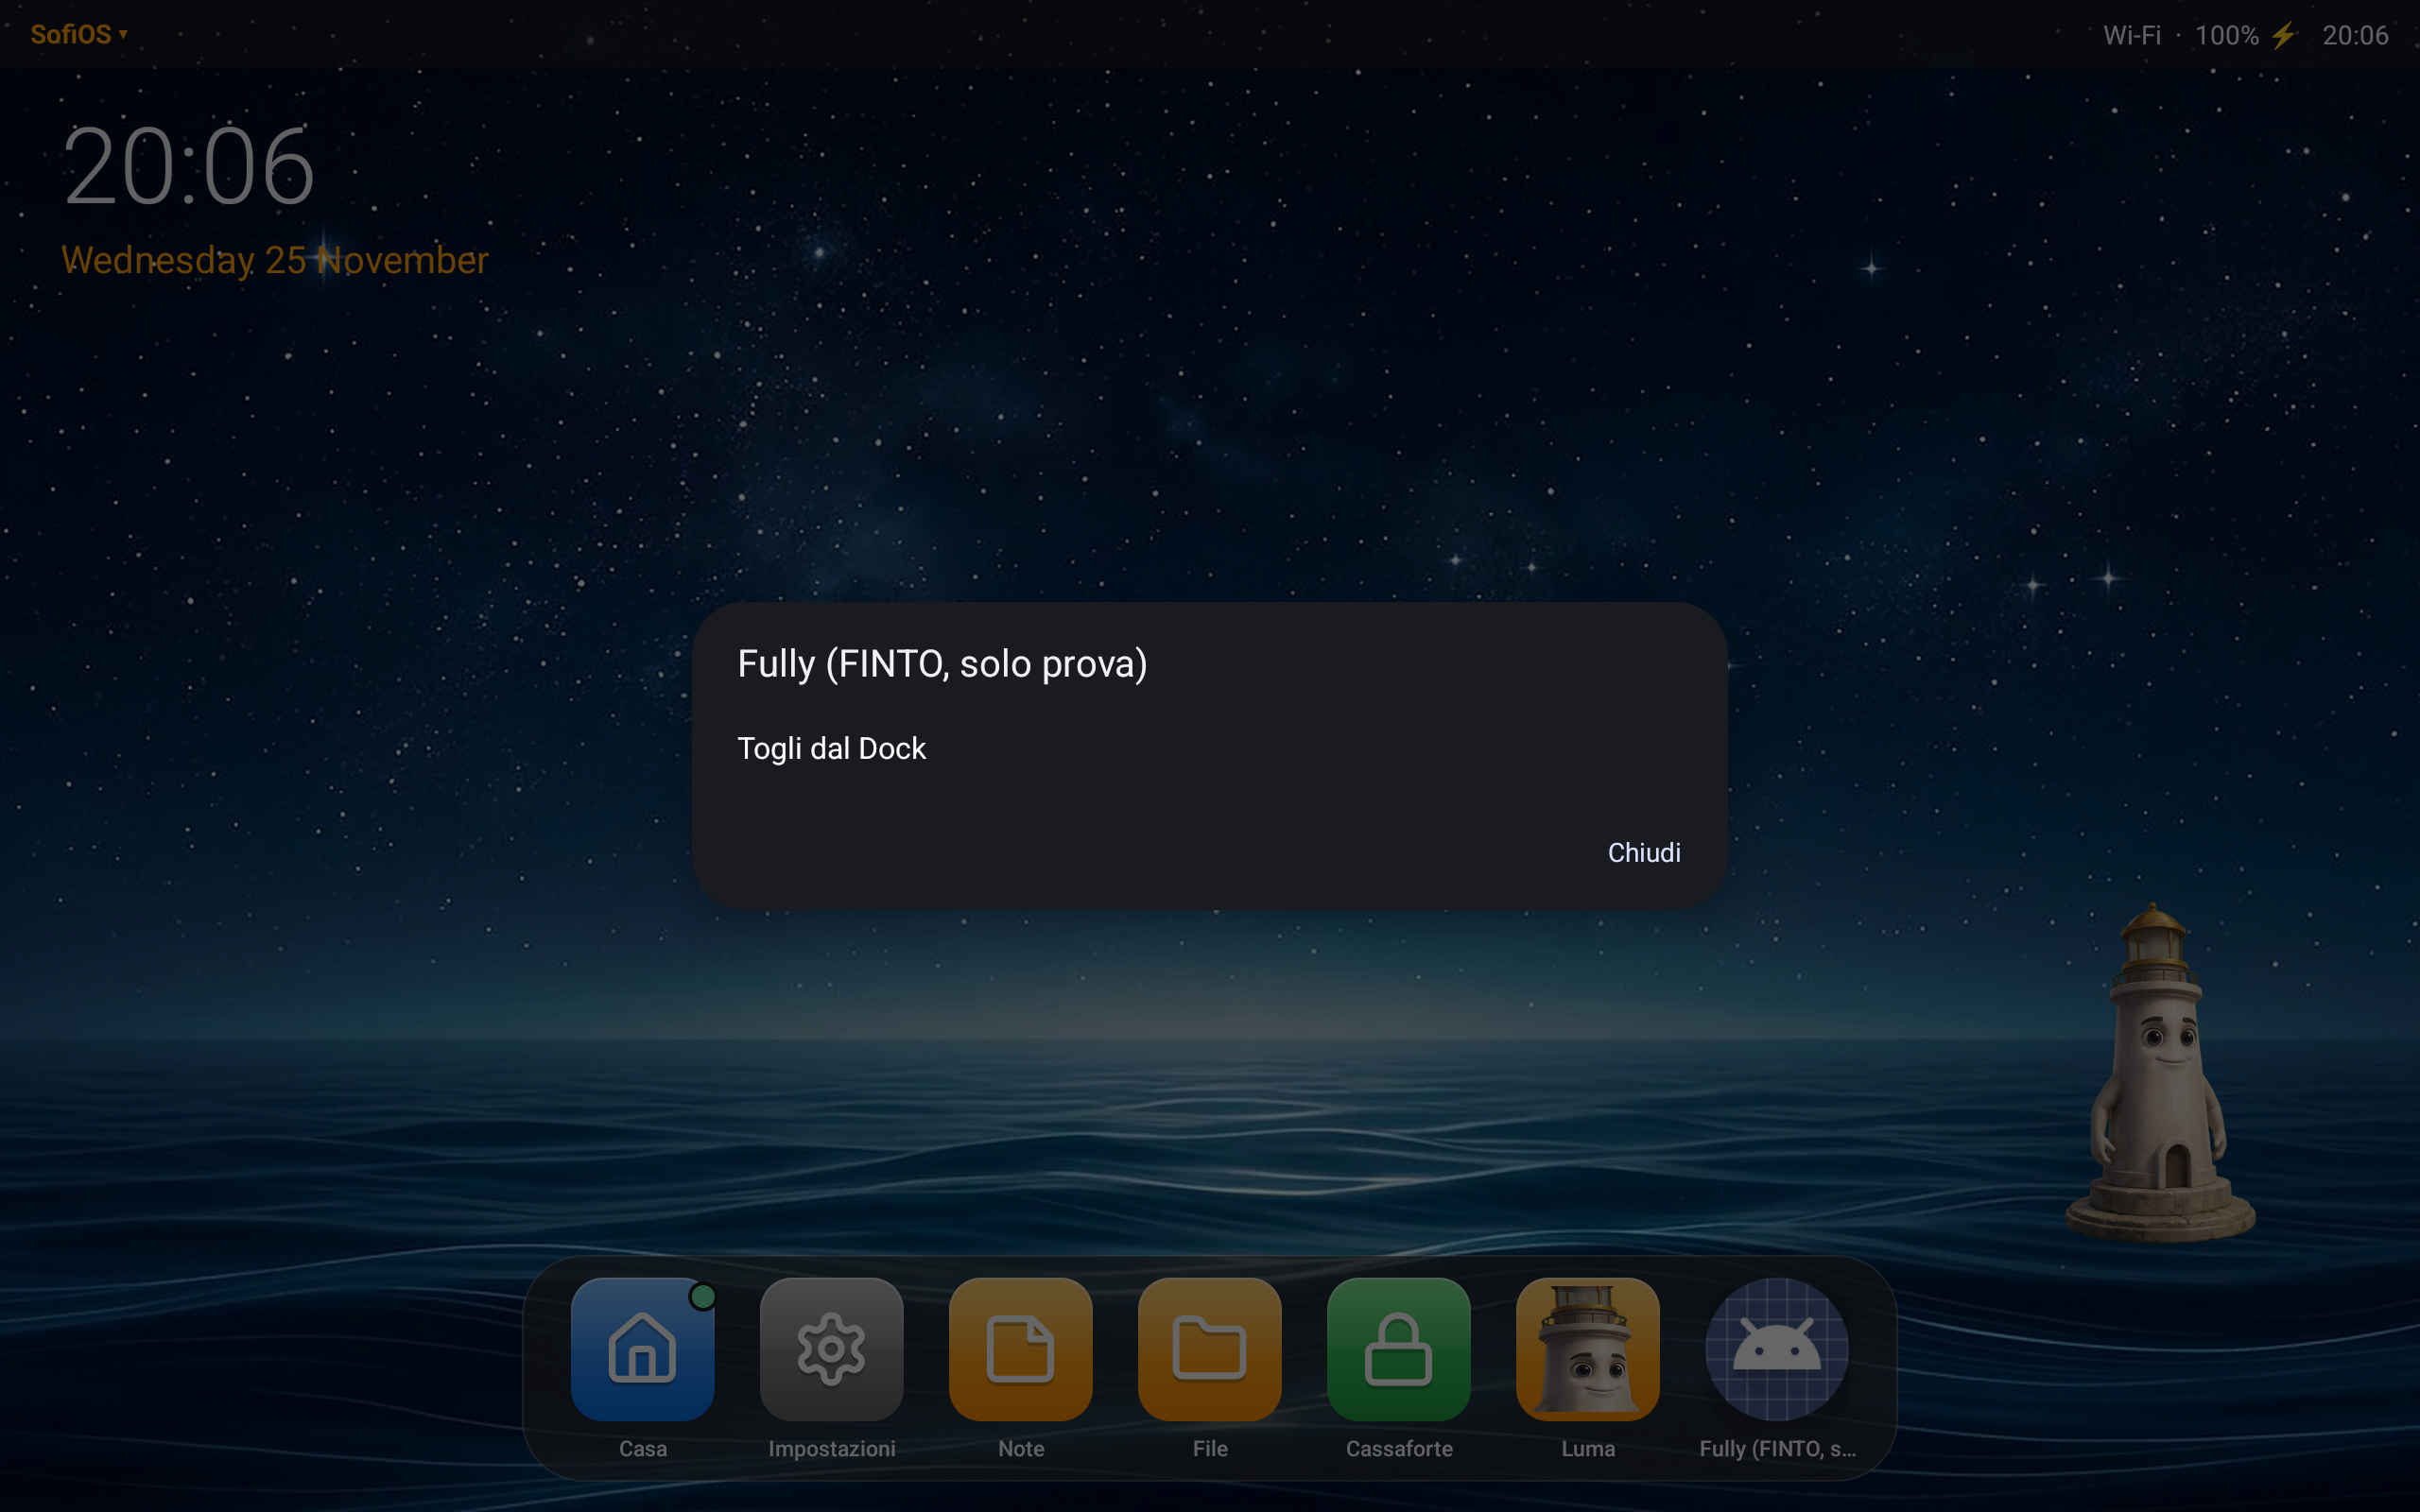 SofiOS ▾
Wi-Fi · 100% ⚡ 20:06
20:06
Wednesday 25 November
Fully (FINTO, solo prova)
Togli dal Dock
Chiudi
Casa
Impostazioni
Note
File
Cassaforte
Luma
Fully (FINTO, s...